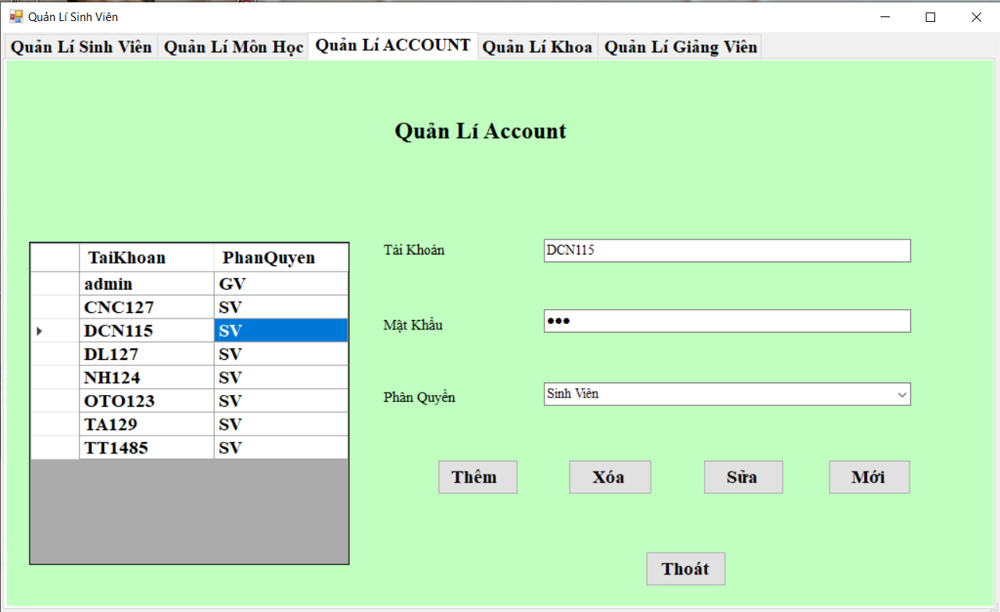 Quản Lí Sinh Viên
Quản Lí Sinh Viên Quản Lí Môn Học Quản Lí ACCOUNT Quản Lí Khoa Quản Lí Giảng Viên
Quản Lí Account
TaiKhoan PhanQuyen
admin GV
CNC127 SV
DCN115 SV
DL127 SV
NH124 SV
OTO123 SV
TA129 SV
TT1485 SV
Tài Khoản DCN115
Mật Khẩu ●●●
Phân Quyền Sinh Viên
Thêm Xóa Sửa Mới
Thoát